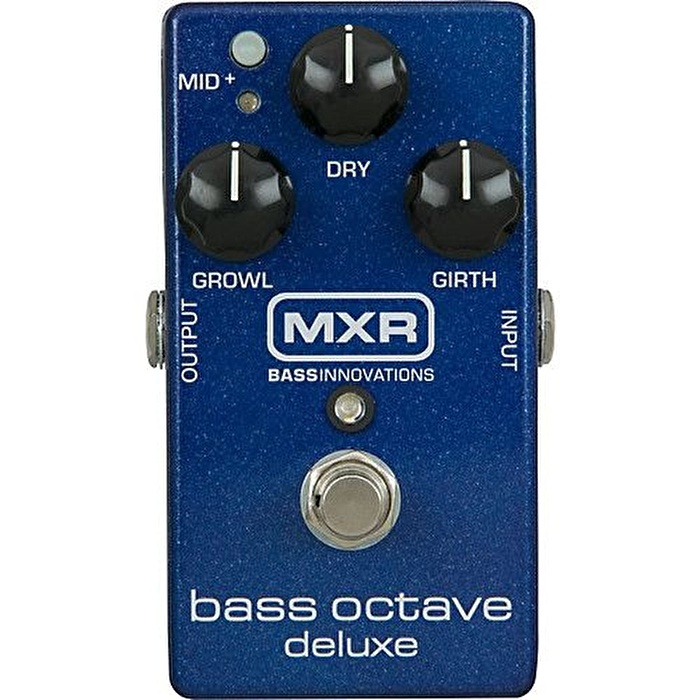 MID +
DRY
GROWL
GIRTH
OUTPUT
INPUT
MXR
BASSINNOVATIONS
bass octave
deluxe